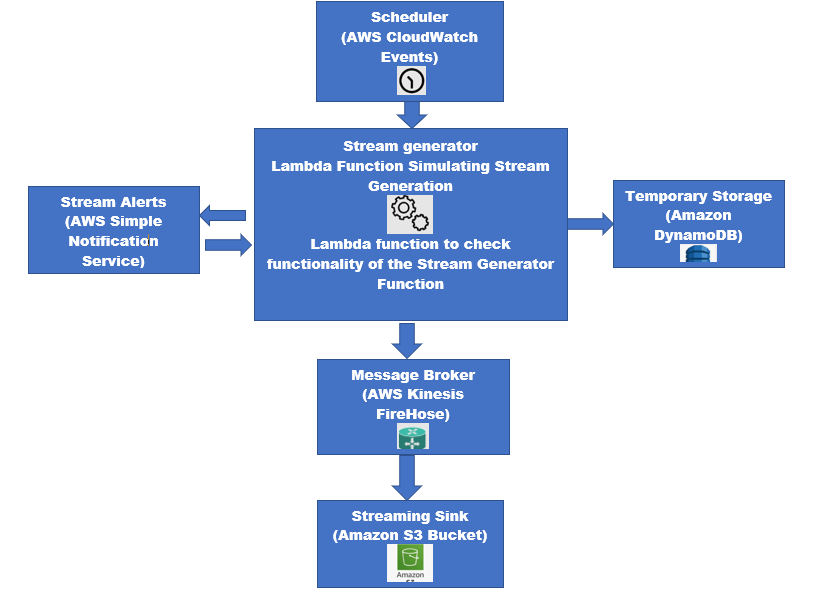 Scheduler
(AWS CloudWatch
Events)
Stream generator
Lambda Function Simulating Stream
Generation
Lambda function to check
functionality of the Stream Generator
Function
Stream Alerts
(AWS Simple
Notification
Service)
Temporary Storage
(Amazon
DynamoDB)
Message Broker
(AWS Kinesis
FireHose)
Streaming Sink
(Amazon S3 Bucket)
Amazon